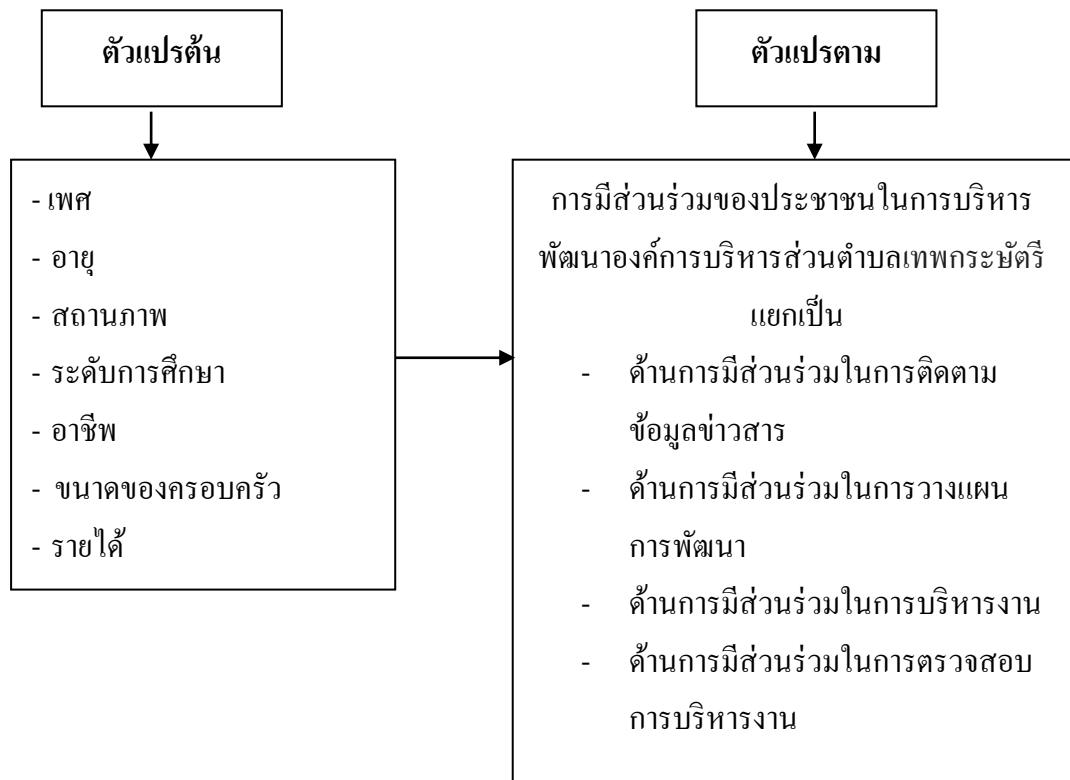 ตัวแปรต้น
- เพศ
- อายุ
- สถานภาพ
- ระดับการศึกษา
- อาชีพ
- ขนาดของครอบครัว
- รายได้
ตัวแปรตาม
การมีส่วนร่วมของประชาชนในการบริหาร
พัฒนาองค์การบริหารส่วนตำบลเทพกระษัตรี
แยกเป็น
- ด้านการมีส่วนร่วมในการติดตาม
ข้อมูลข่าวสาร
- ด้านการมีส่วนร่วมในการวางแผน
การพัฒนา
- ด้านการมีส่วนร่วมในการบริหารงาน
- ด้านการมีส่วนร่วมในการตรวจสอบ
การบริหารงาน